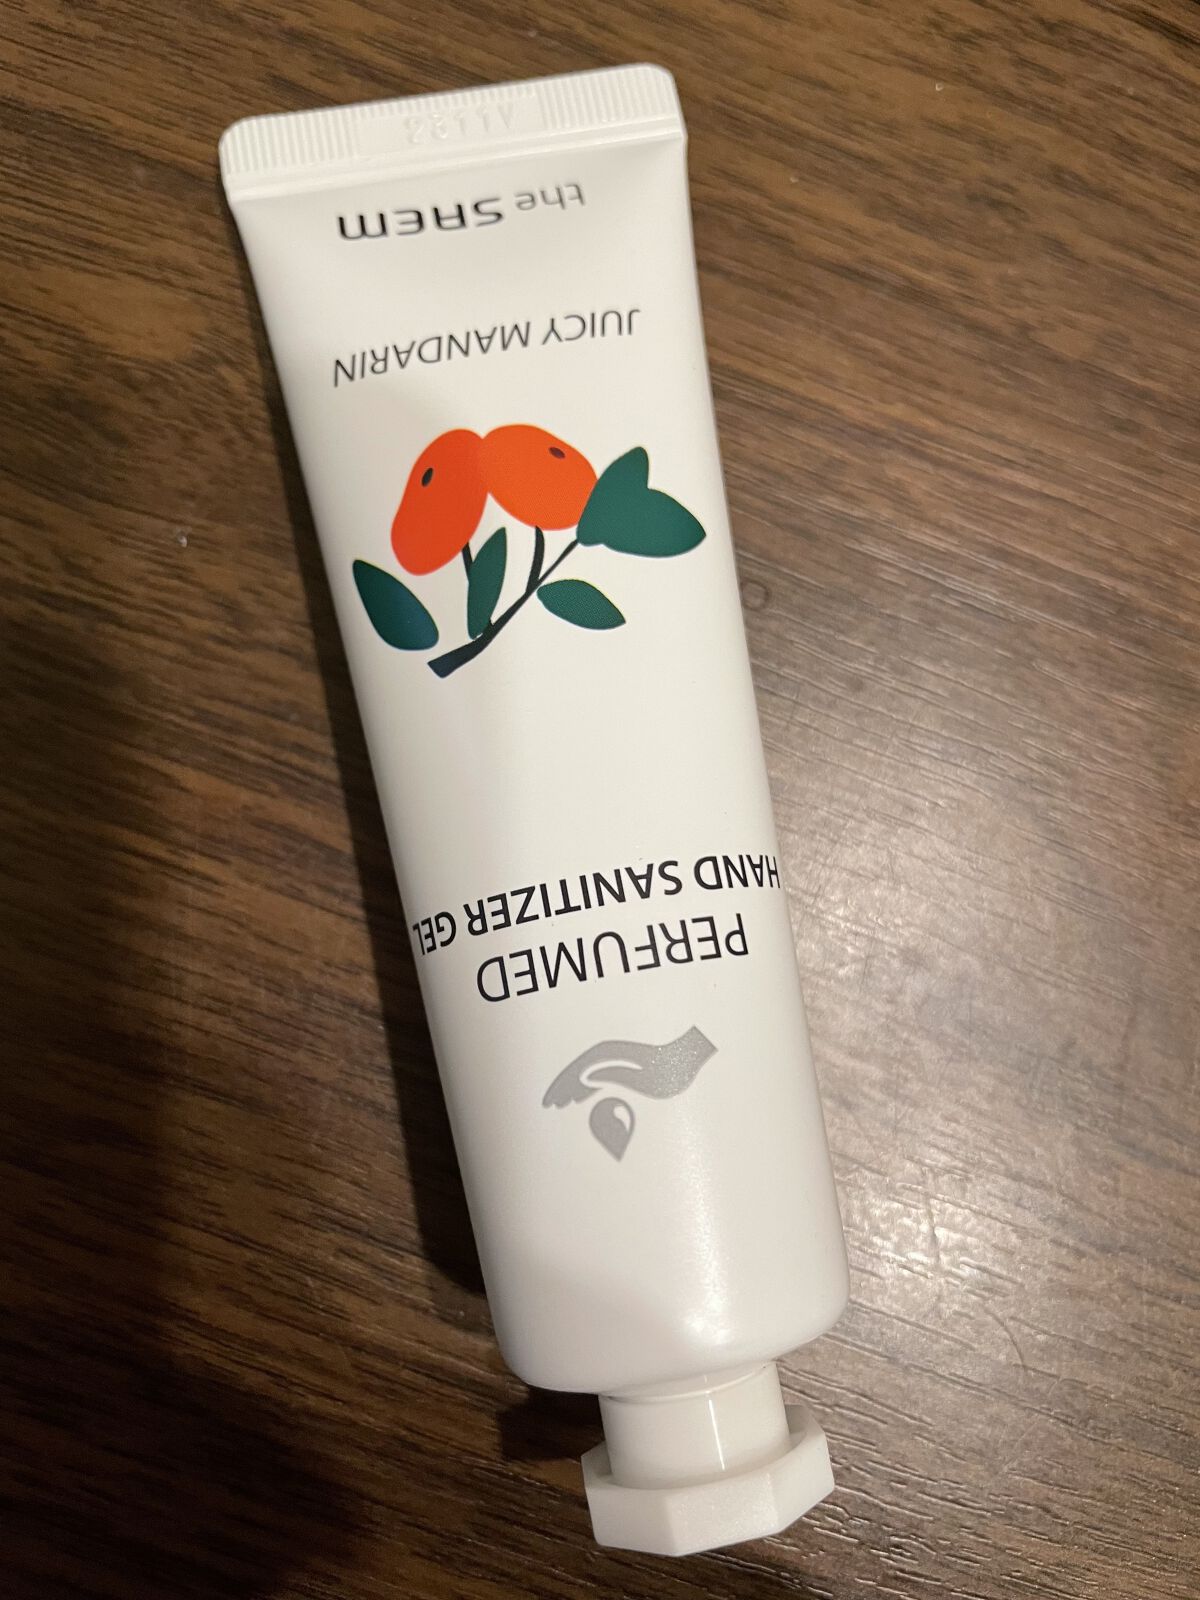 PERFUMED
HAND SANITIZER GEL
JUICY MANDARIN
the SAEM